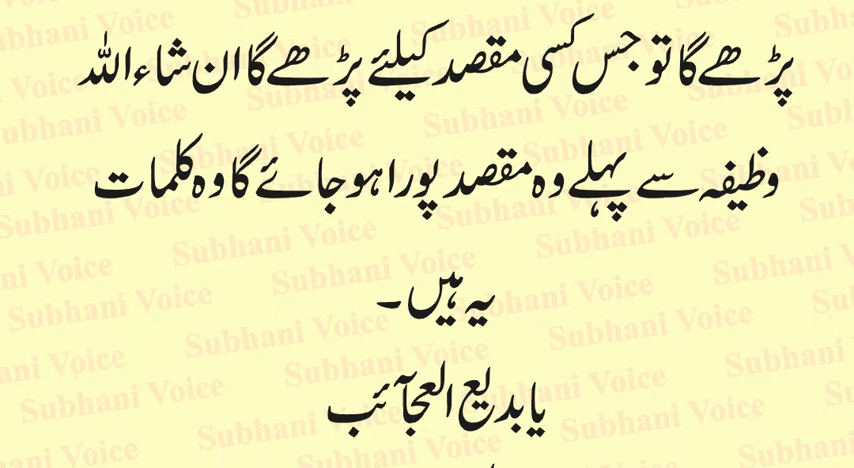 پڑھے گا تو جس کسی مقصد کیلئے پڑھے گا ان شاء اللہ
وظیفہ سے پہلے وہ مقصد پورا ہو جائے گا وہ کلمات
یہ ہیں۔
یا بدیع العجآئب